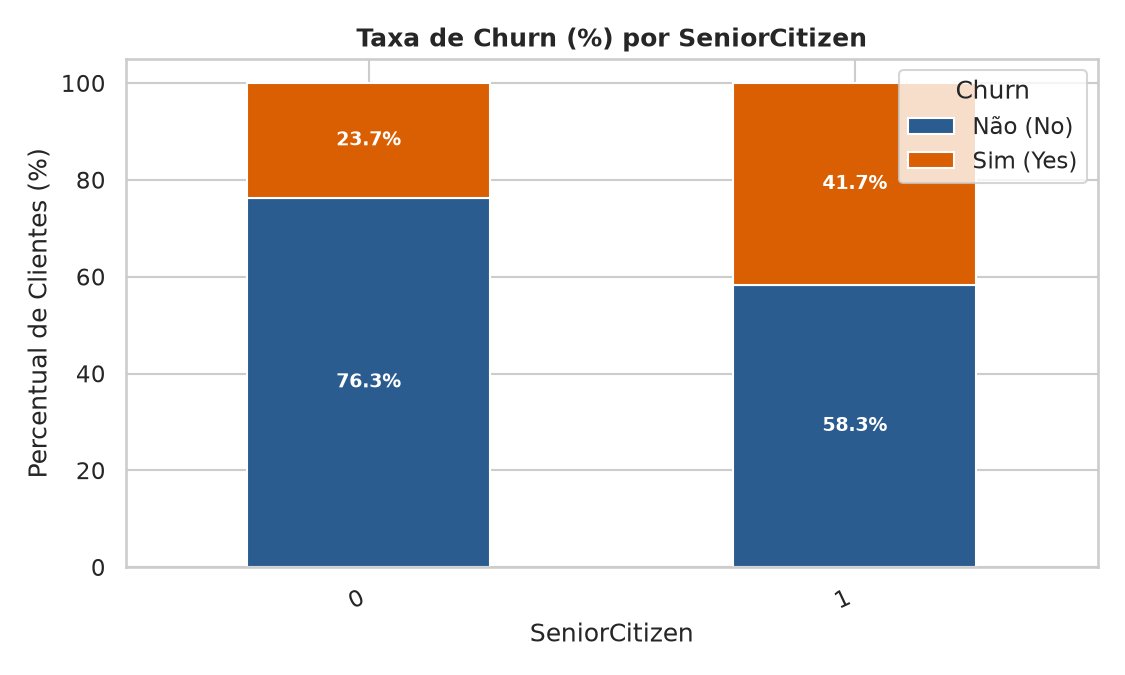 Taxa de Churn (%) por SeniorCitizen
Percentual de Clientes (%)
100
80
60
40
20
0
23.7%
76.3%
41.7%
58.3%
Churn
Não (No)
Sim (Yes)
0
1
SeniorCitizen